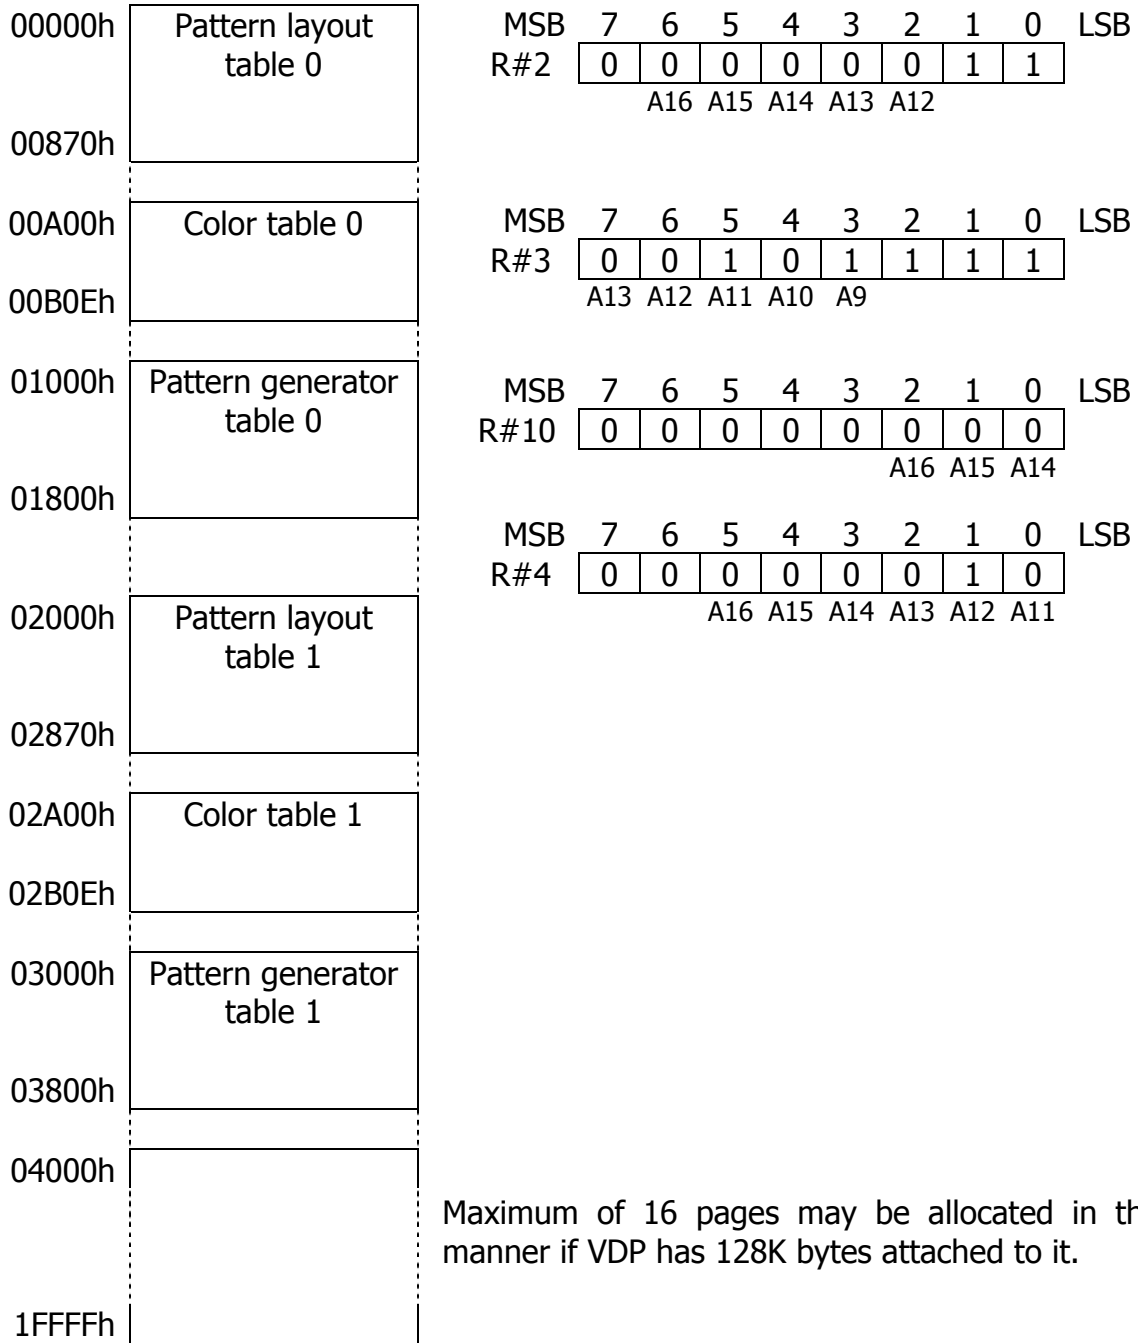 00000h
Pattern layout
table 0
00870h
00A00h
Color table 0
00B0Eh
01000h
Pattern generator
table 0
01800h
02000h
Pattern layout
table 1
02870h
02A00h
Color table 1
02B0Eh
03000h
Pattern generator
table 1
03800h
04000h
1FFFFh
MSB 7 6 5 4 3 2 1 0 LSB
R#2 0 0 0 0 0 0 1 1
A16 A15 A14 A13 A12
MSB 7 6 5 4 3 2 1 0 LSB
R#3 0 0 1 0 1 1 1 1
A13 A12 A11 A10 A9
MSB 7 6 5 4 3 2 1 0 LSB
R#10 0 0 0 0 0 0 0 0
A16 A15 A14
MSB 7 6 5 4 3 2 1 0 LSB
R#4 0 0 0 0 0 0 1 0
A16 A15 A14 A13 A12 A11
Maximum of 16 pages may be allocated in
manner if VDP has 128K bytes attached to it.